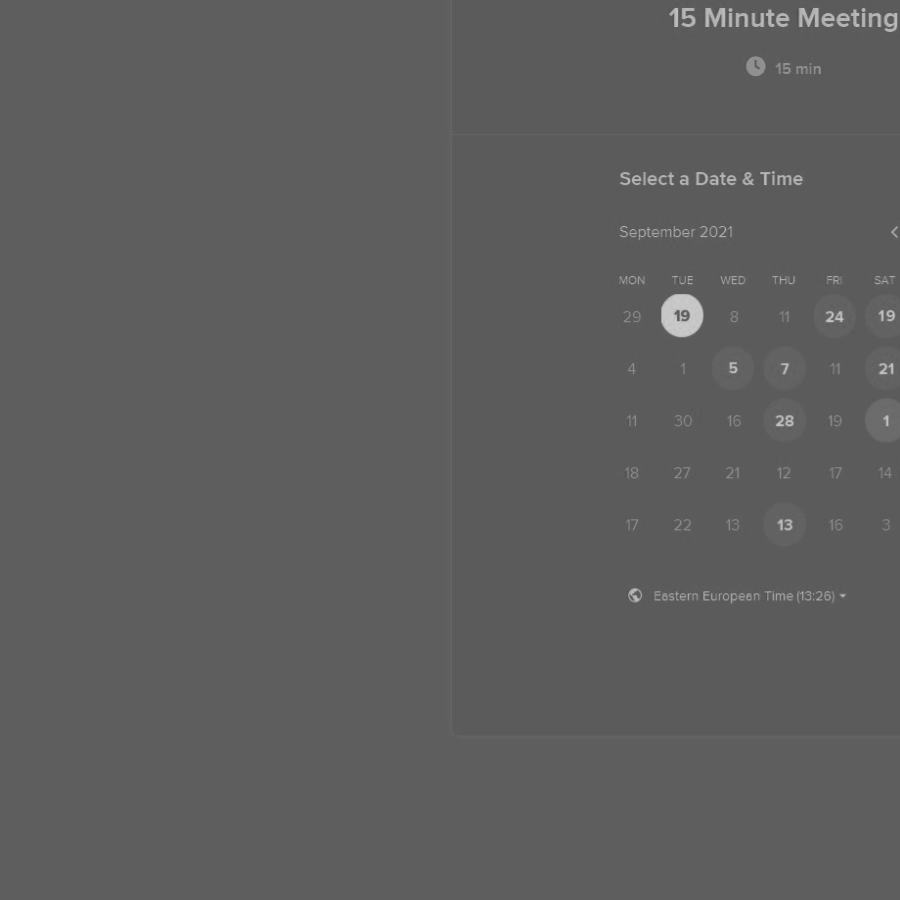 15 Minute Meeting
15 min
Select a Date & Time
September 2021
MON TUE WED THU FRI SAT
29 19 8 11 24 19
4 1 5 7 11 21
11 30 16 28 19 1
18 27 21 12 17 14
17 22 13 13 16 3
Eastern European Time (13:26)